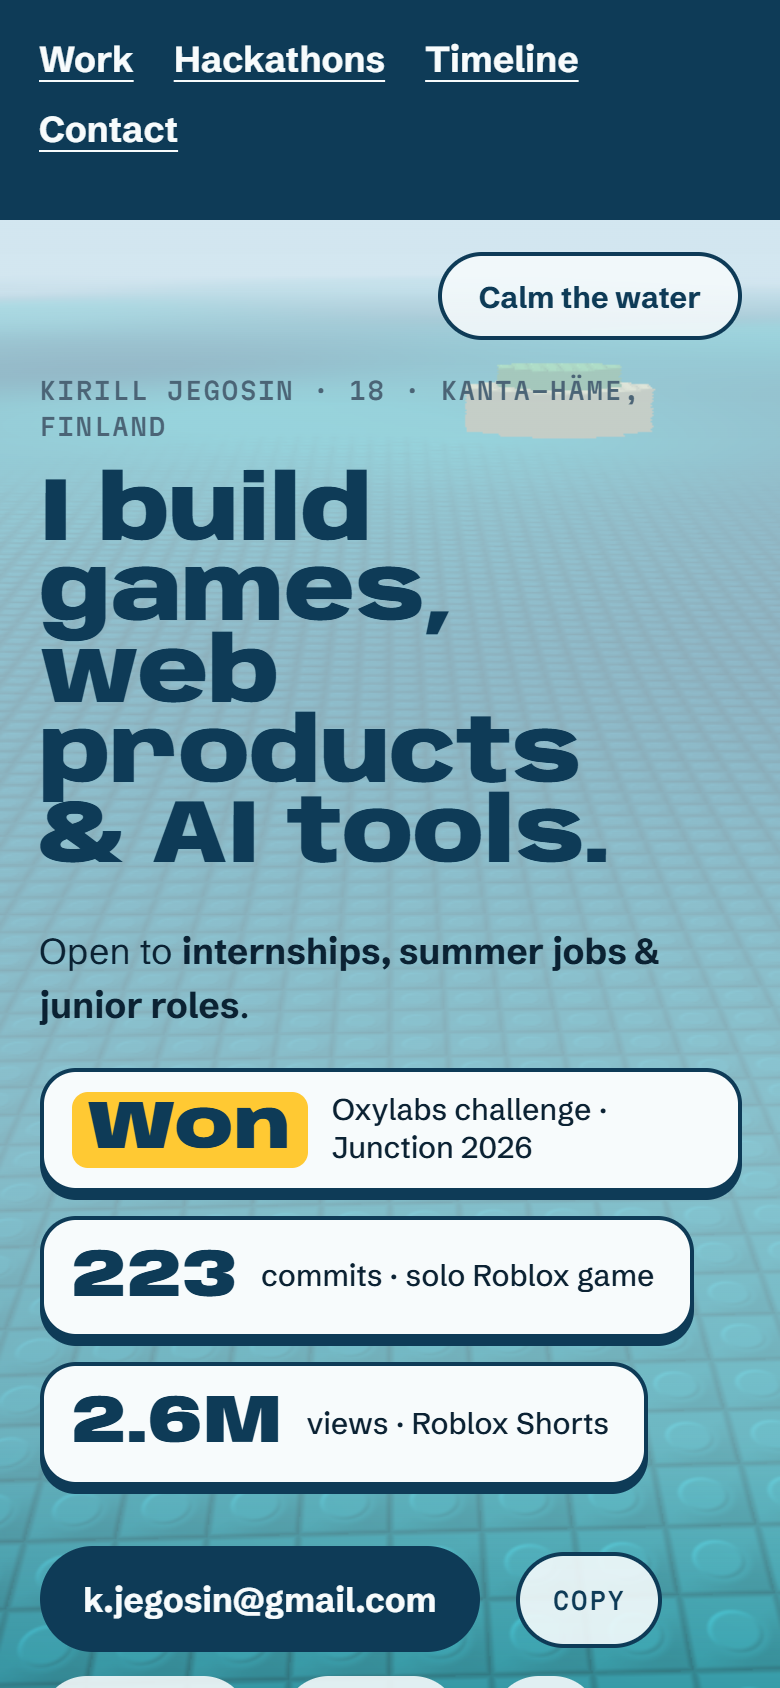 Work Hackathons Timeline
Contact
Calm the water
KIRILL JEGOSIN · 18 · KANTA-HÄME,
FINLAND
I build
games,
web
products
& AI tools.
Open to internships, summer jobs &
junior roles.
Won Oxylabs challenge ·
Junction 2026
223 commits · solo Roblox game
2.6M views · Roblox Shorts
k.jegosin@gmail.com COPY